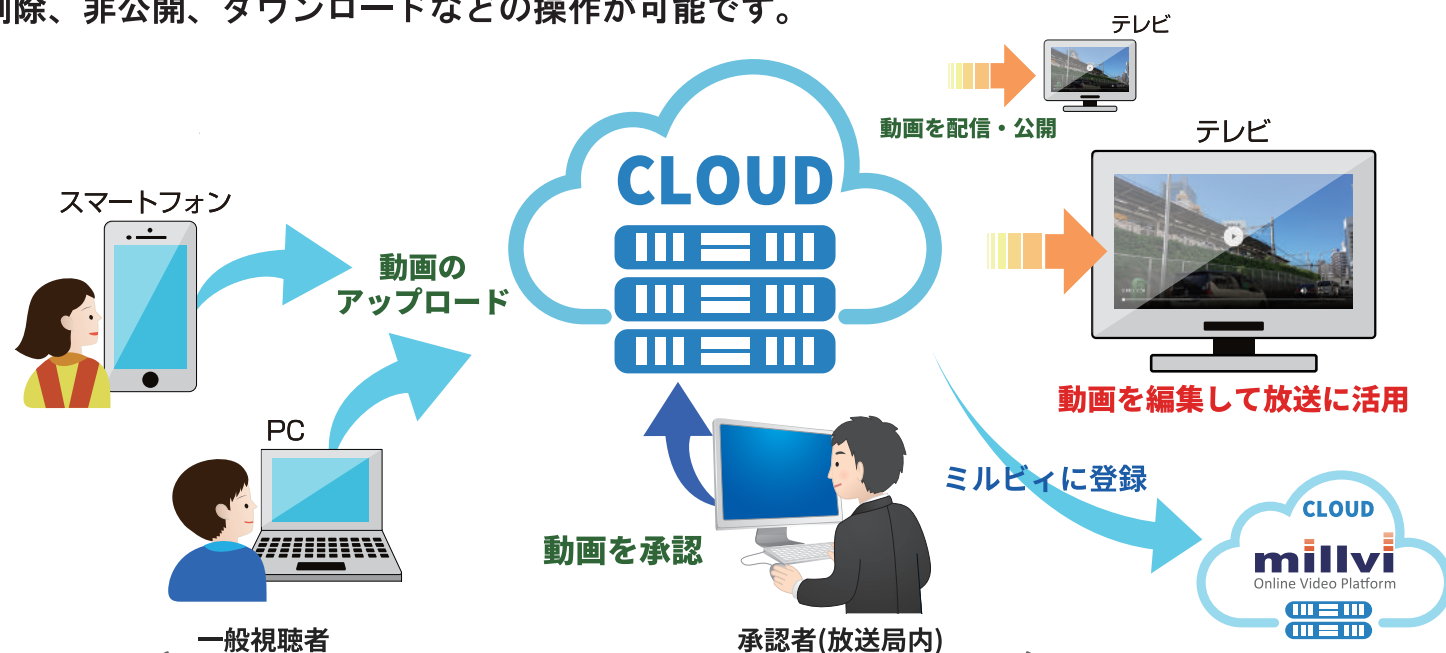 削除、非公開、ダウンロードなどの操作が可能です。
テレビ
動画を配信・公開
テレビ
CLOUD
スマートフォン
動画の
アップロード
動画を編集して放送に活用
PC
ミルビィに登録
CLOUD
millvi
Online Video Platform
動画を承認
一般視聴者
承認者(放送局内)